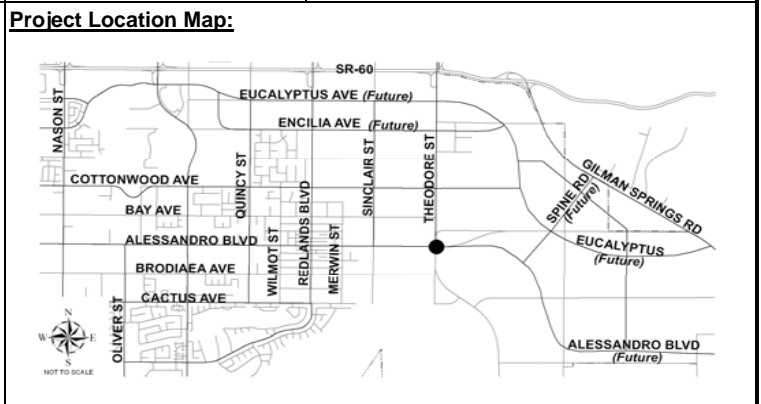 Project Location Map:
SR-60
EUCALYPTUS AVE (Future)
ENCILIA AVE (Future)
NASON ST
COTTONWOOD AVE
QUINCY ST
SINCLAIR ST
THEODORE ST
GILMAN SPRINGS RD
SPINE RD
(Future)
BAY AVE
REDLANDS BLVD
ALESSANDRO BLVD
WILMOT ST
MERWIN ST
EUCALYPTUS
(Future)
BRODIAEA AVE
CACTUS AVE
OLIVER ST
N
W
E
S
NOT TO SCALE
ALESSANDRO BLVD
(Future)